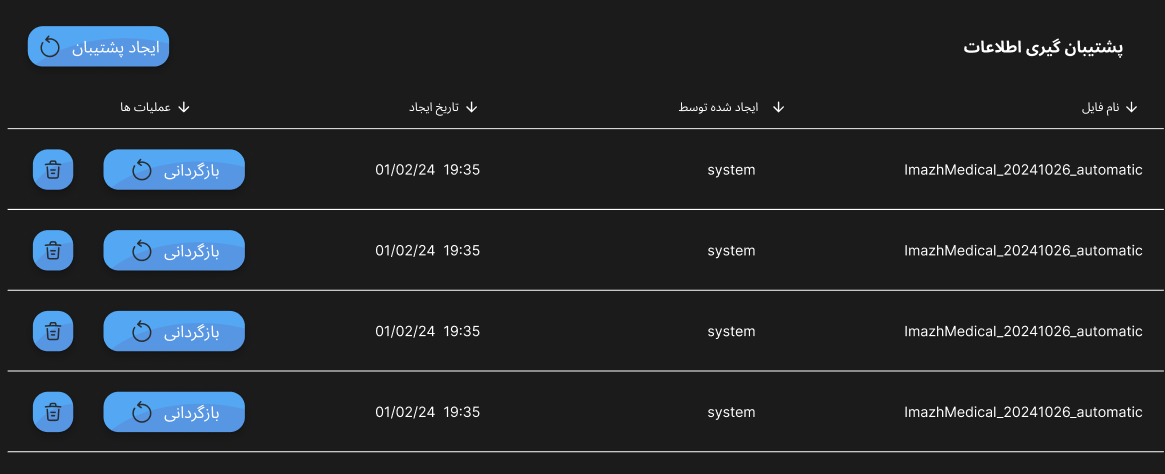 پشتیبان گیری اطلاعات
ایجاد پشتیبان
نام فایل ایجاد شده توسط تاریخ ایجاد عملیات ها
ImazhMedical_20241026_automatic system 01/02/24 19:35 بازگردانی
ImazhMedical_20241026_automatic system 01/02/24 19:35 بازگردانی
ImazhMedical_20241026_automatic system 01/02/24 19:35 بازگردانی
ImazhMedical_20241026_automatic system 01/02/24 19:35 بازگردانی